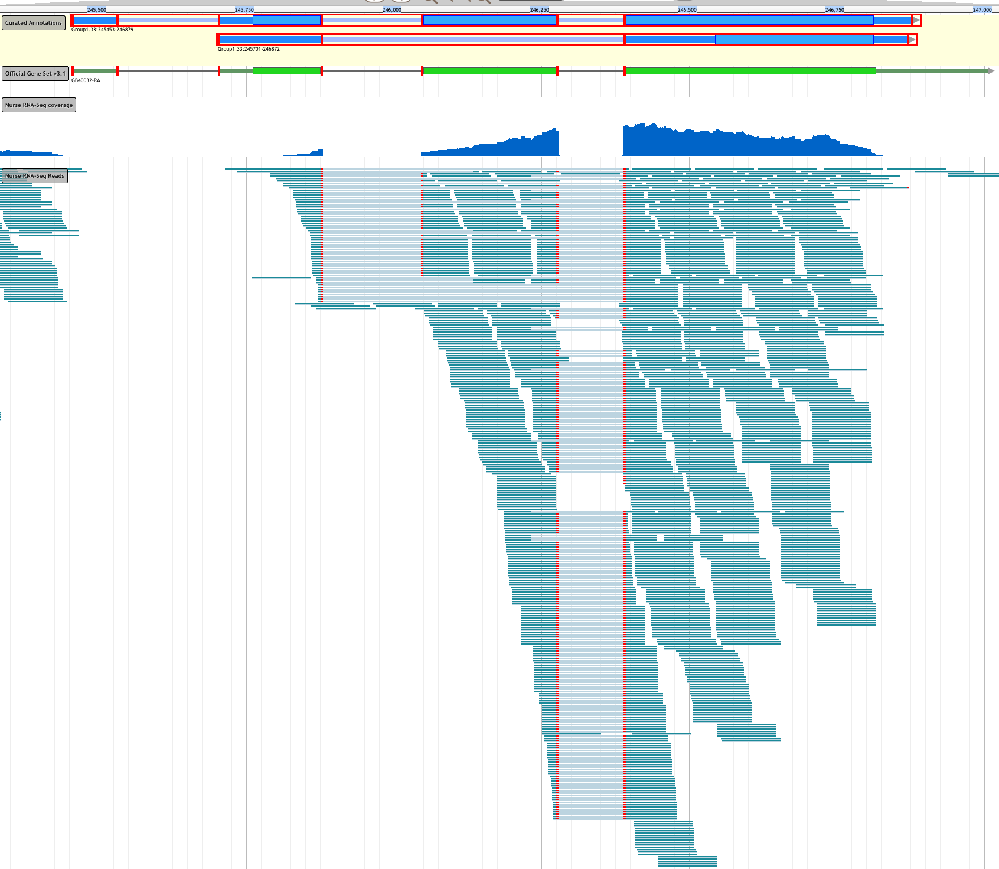 245,500 245,750 246,000 246,250 246,500 246,750 247,000
Curated Annotations
Group1.33:245453-246879
Group1.33:245701-246872
Official Gene Set v3.1
GB40032-RA
Nurse RNA-Seq coverage
Nurse RNA-Seq Reads